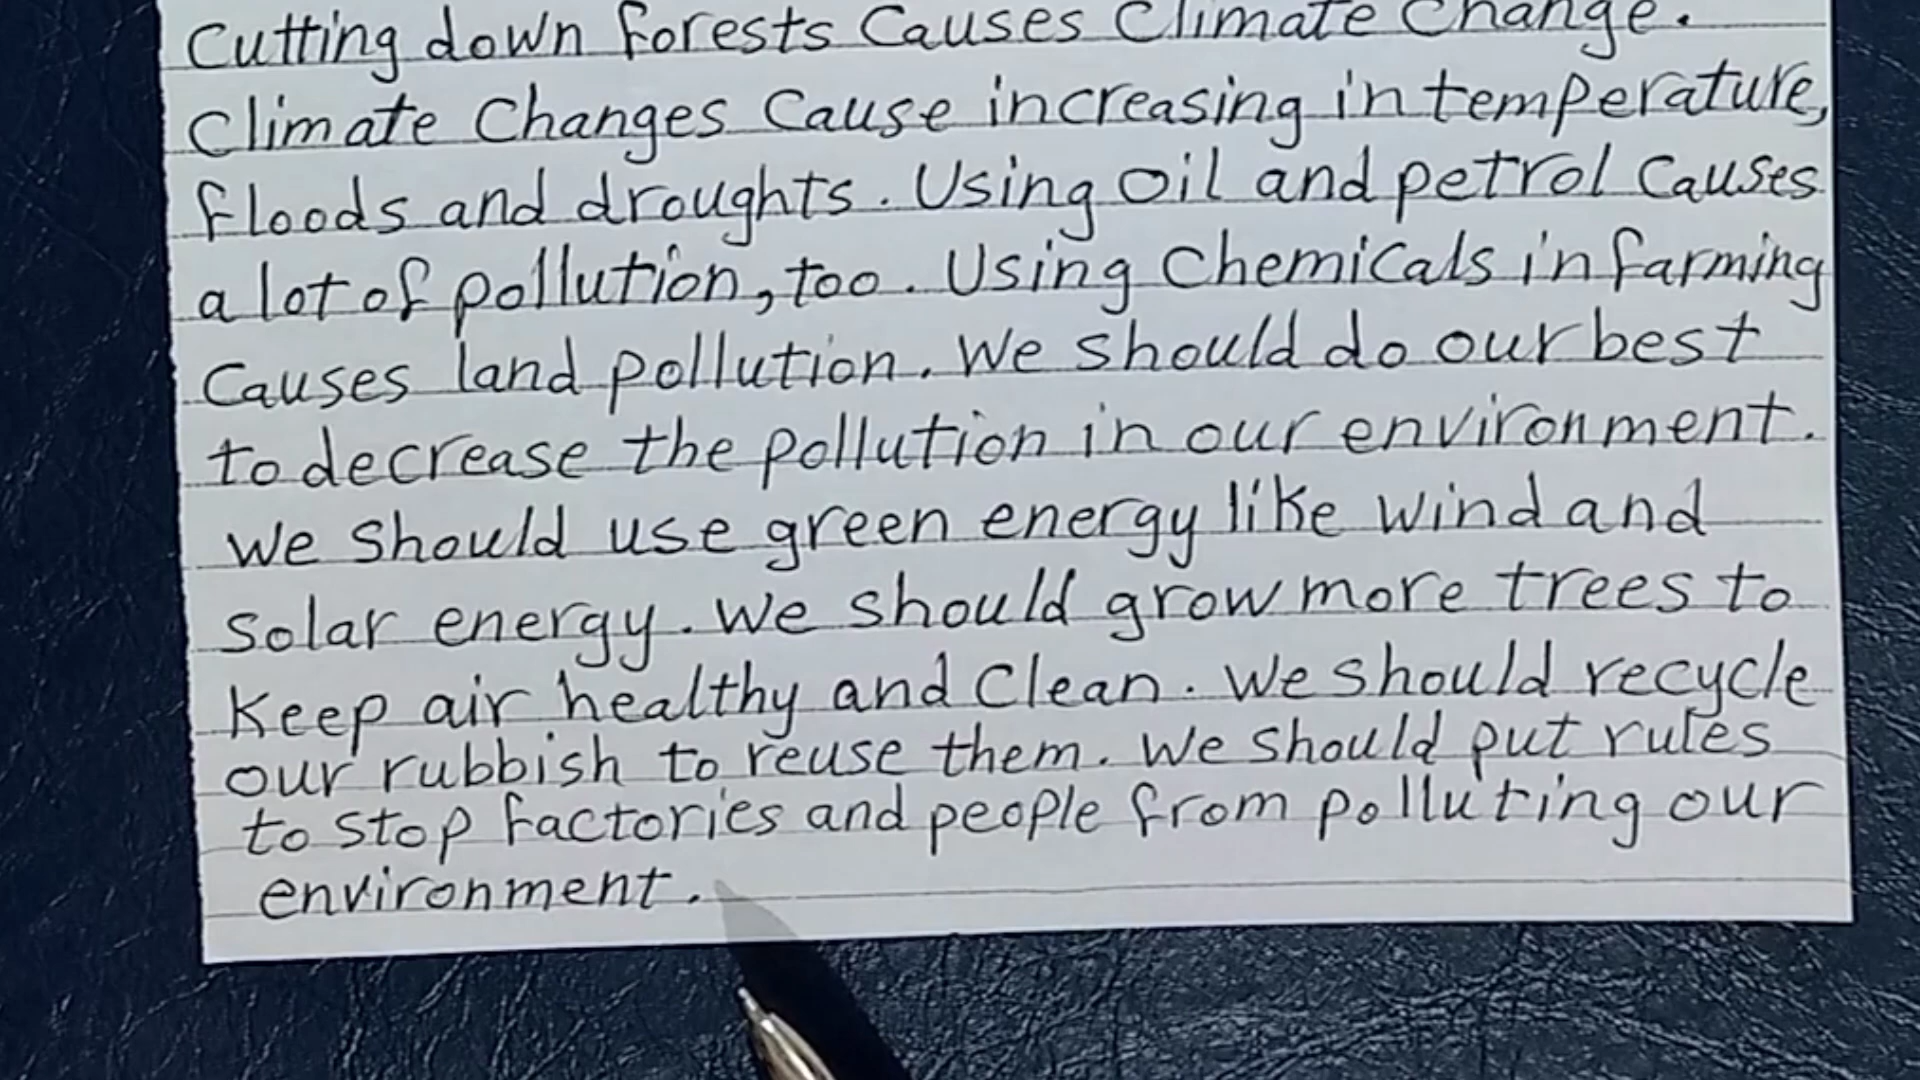 Cutting down forests Causes Climate Change.
Climate Changes Cause increasing in temperature,
floods and droughts. Using oil and petrol Causes
a lot of pollution, too. Using Chemicals in farming
Causes land pollution. We should do our best
to decrease the pollution in our environment.
We should use green energy like wind and
solar energy. We should grow more trees to
Keep air healthy and Clean. We should recycle
our rubbish to reuse them. We should put rules
to stop factories and people from polluting our
environment.